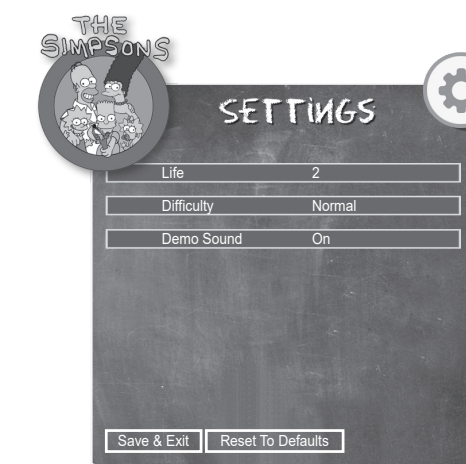 THE
SIMPSONS
SETTINGS
Life 2
Difficulty Normal
Demo Sound On
Save & Exit Reset To Defaults